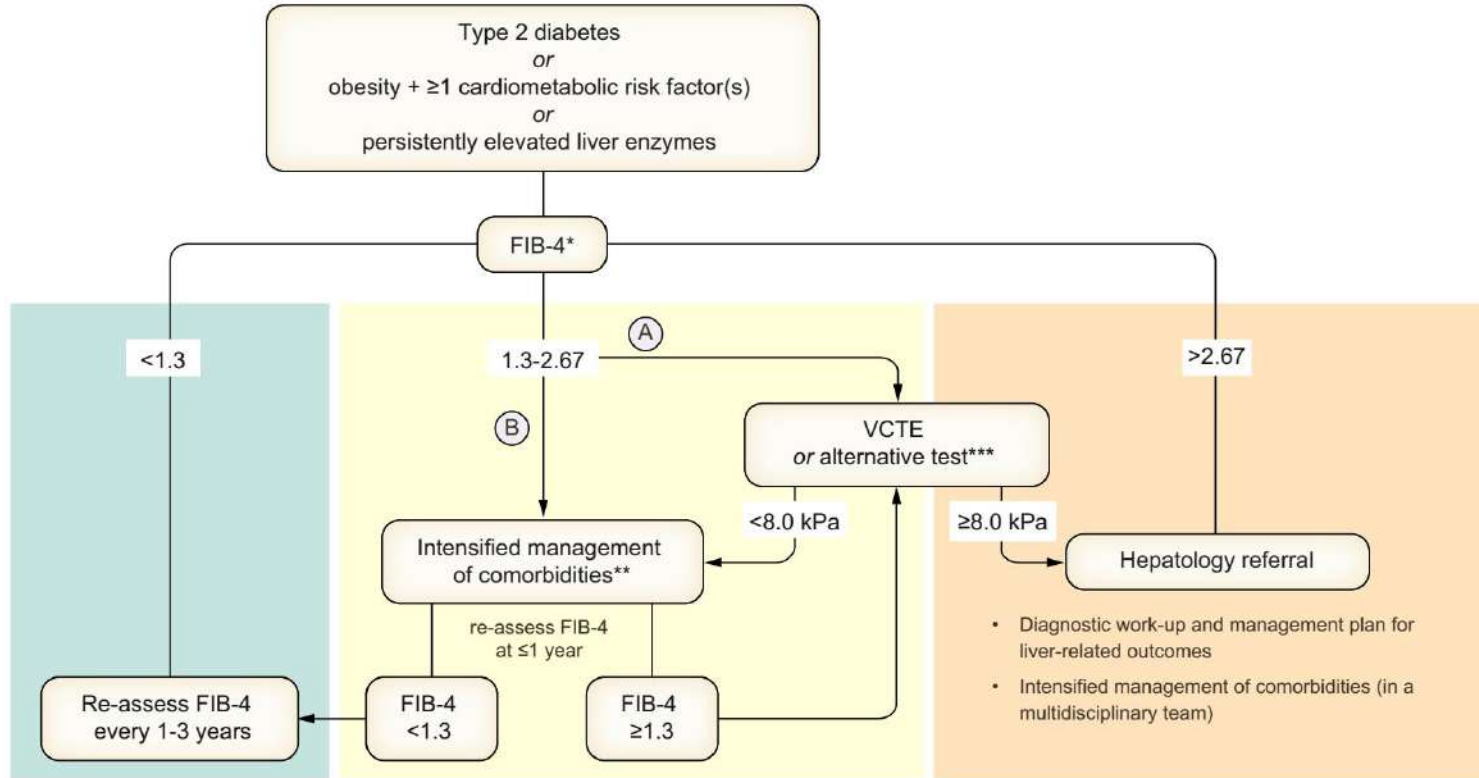 Type 2 diabetes
or
obesity + ≥1 cardiometabolic risk factor(s)
or
persistently elevated liver enzymes
FIB-4*
<1.3
1.3-2.67
A
>2.67
B
VCTE
or alternative test***
<8.0 kPa
≥8.0 kPa
Intensified management
of comorbidities**
Hepatology referral
re-assess FIB-4
at ≤1 year
• Diagnostic work-up and management plan for
liver-related outcomes
• Intensified management of comorbidities (in a
multidisciplinary team)
Re-assess FIB-4
every 1-3 years
FIB-4
<1.3
FIB-4
≥1.3